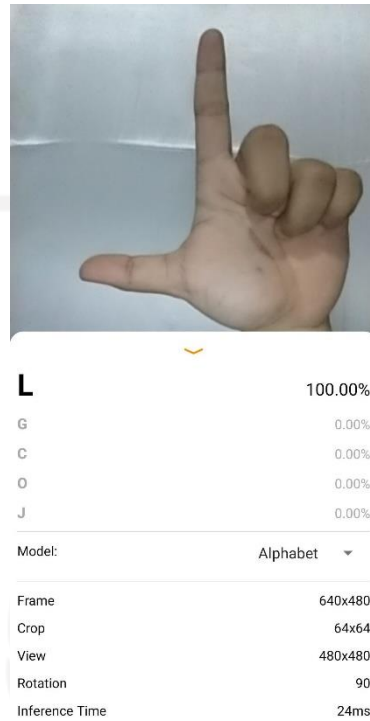 L 100.00%
G 0.00%
C 0.00%
O 0.00%
J 0.00%
Model: Alphabet
Frame 640x480
Crop 64x64
View 480x480
Rotation 90
Inference Time 24ms